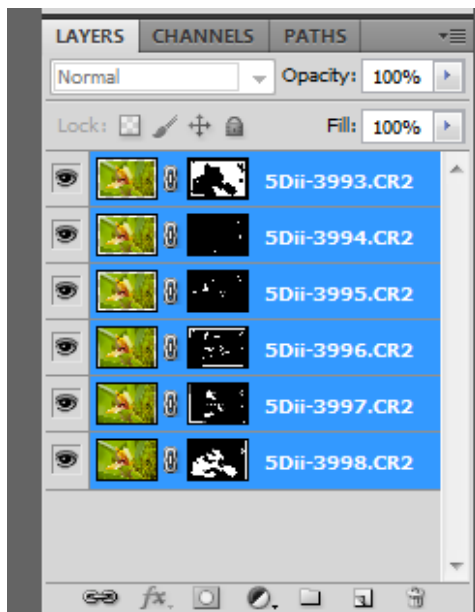 LAYERS CHANNELS PATHS
Normal Opacity: 100%
Lock: Fill: 100%
5Dii-3993.CR2
5Dii-3994.CR2
5Dii-3995.CR2
5Dii-3996.CR2
5Dii-3997.CR2
5Dii-3998.CR2
fx.